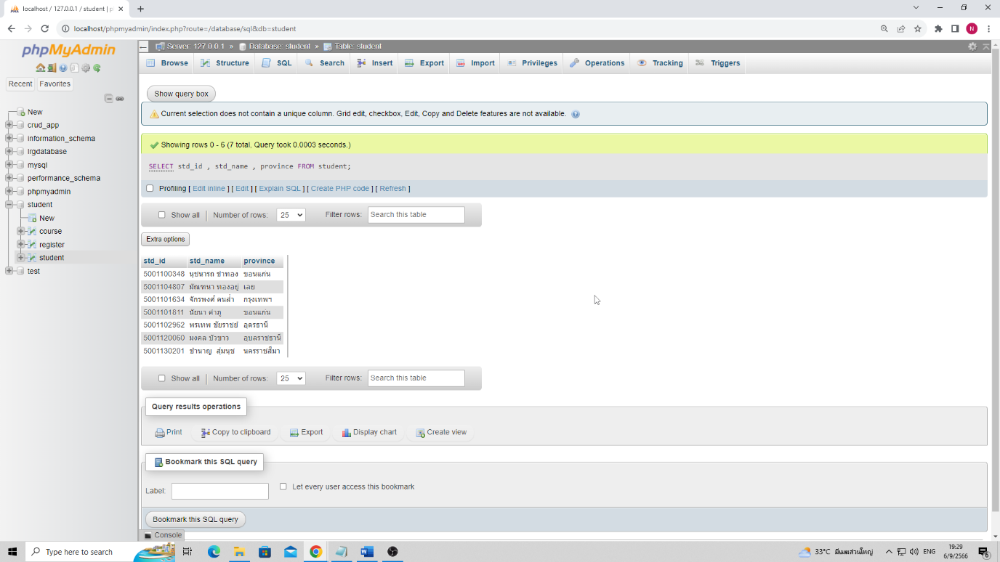 localhost / 127.0.0.1 / student | p
localhost/phpmyadmin/index.php?route=/database/sql&db=student
N
phpMyAdmin
Recent Favorites
New
crud_app
information_schema
lrgdatabase
mysql
performance_schema
phpmyadmin
student
New
course
register
student
test
Server: 127.0.0.1 » Database: student » Table: student
Browse Structure SQL Search Insert Export Import Privileges Operations Tracking Triggers
Show query box
Current selection does not contain a unique column. Grid edit, checkbox, Edit, Copy and Delete features are not available.
Showing rows 0 - 6 (7 total, Query took 0.0003 seconds.)
SELECT std_id , std_name , province FROM student;
Profiling [ Edit inline ] [ Edit ] [ Explain SQL ] [ Create PHP code ] [ Refresh ]
Show all Number of rows: 25 Filter rows: Search this table
Extra options
std_id std_name province
5001100348 นุชนารถ ชำทอง ขอนแก่น
5001104807 มัณฑนา ทองอยู่ เลย
5001101634 จักรพงศ์ คนล่ำ กรุงเทพฯ
5001101811 นัยนา คำภู ขอนแก่น
5001102962 พรเทพ ชัยราชย์ อุดรธานี
5001120060 มงคล บัวขาว อุบลราชธานี
5001130201 ชำนาญ สุ่มนุช นครราชสีมา
Show all Number of rows: 25 Filter rows: Search this table
Query results operations
Print Copy to clipboard Export Display chart Create view
Bookmark this SQL query
Label: Let every user access this bookmark
Bookmark this SQL query
Console
Type here to search
33°C มีเมฆส่วนใหญ่ ENG
19:29
6/9/2566
6